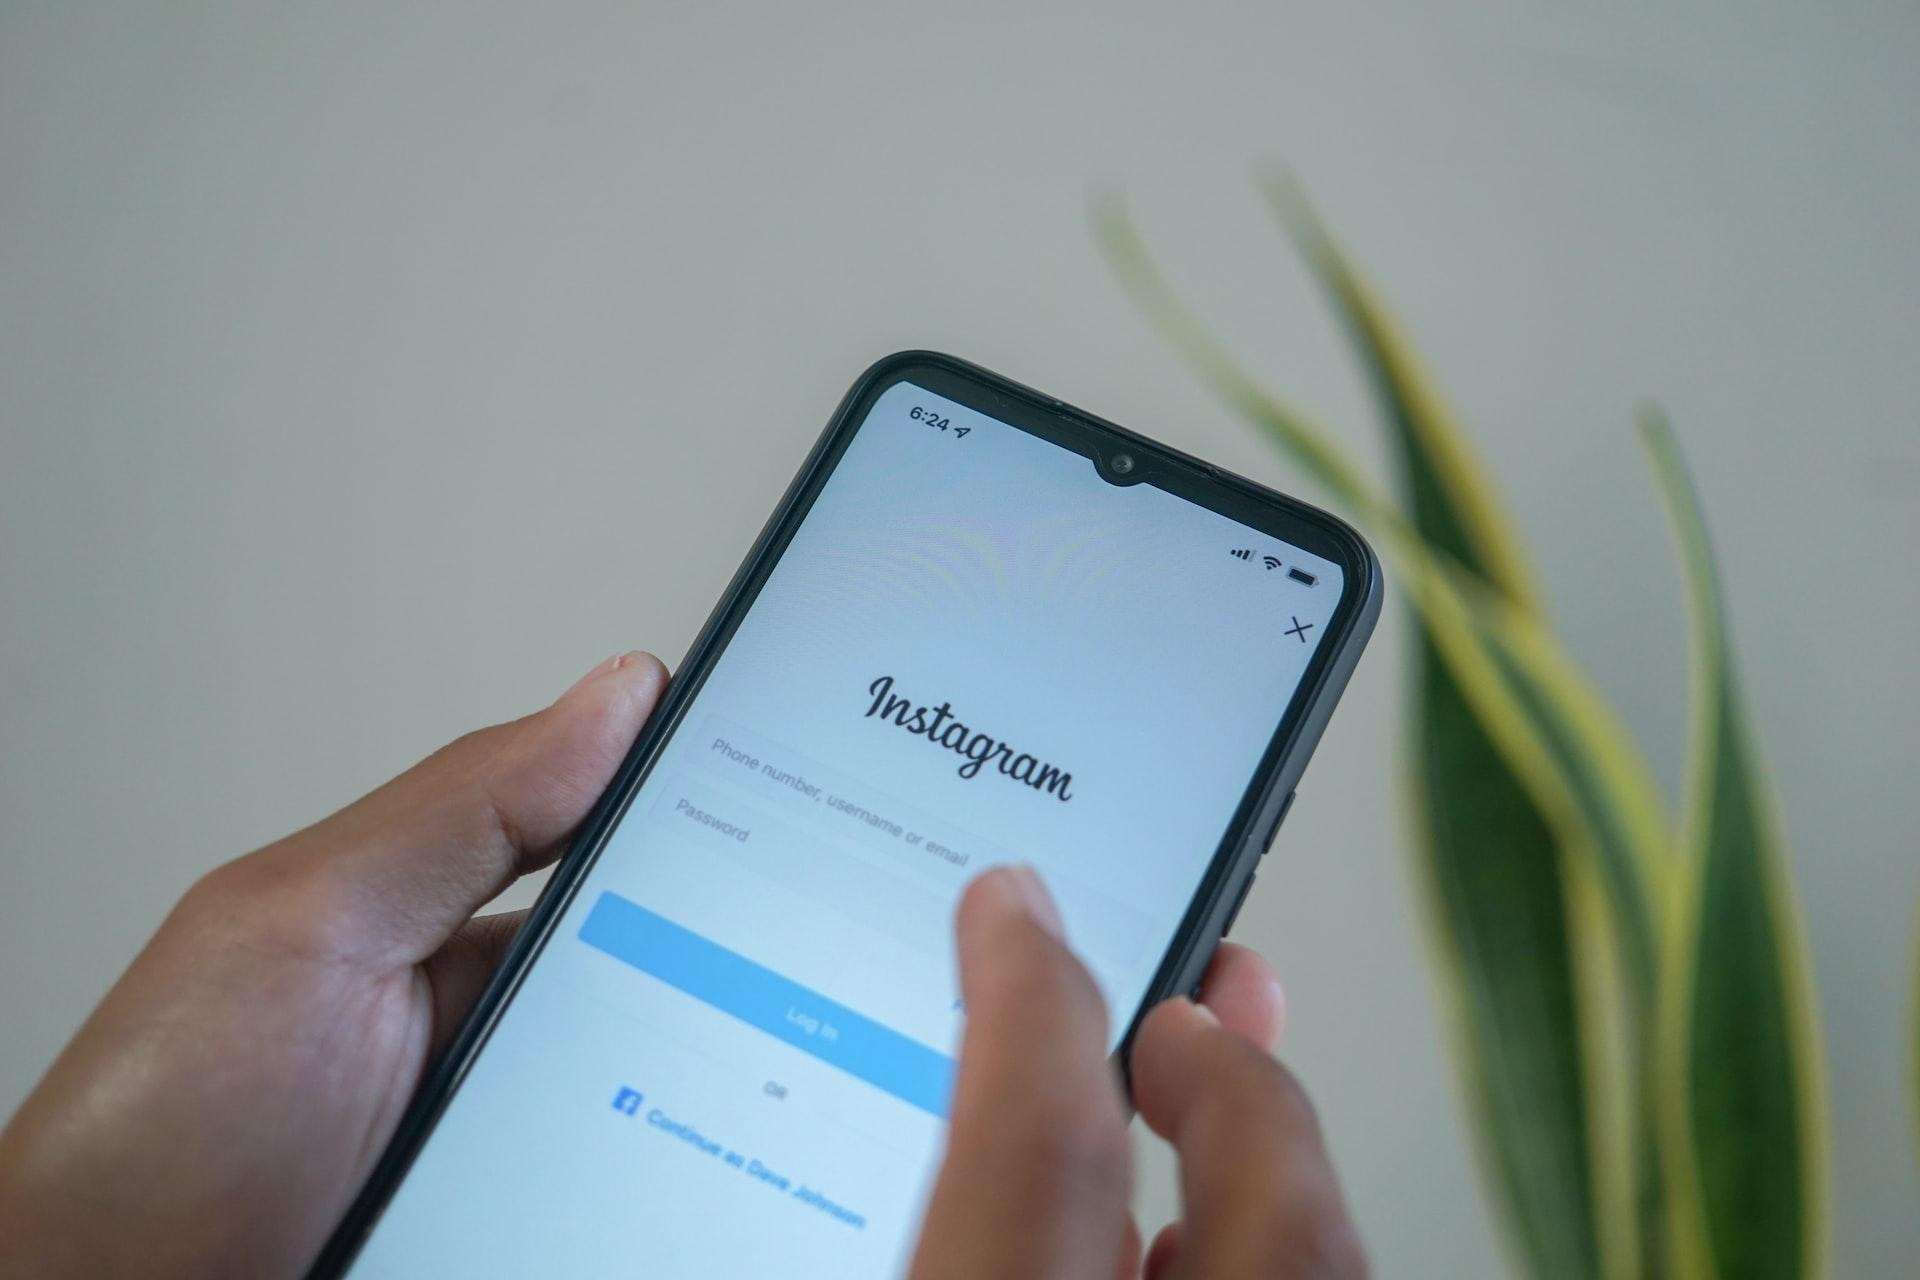 6:24
Instagram
Phone number, username or email
Password
Log In
OR
Continue as Dave Johnson